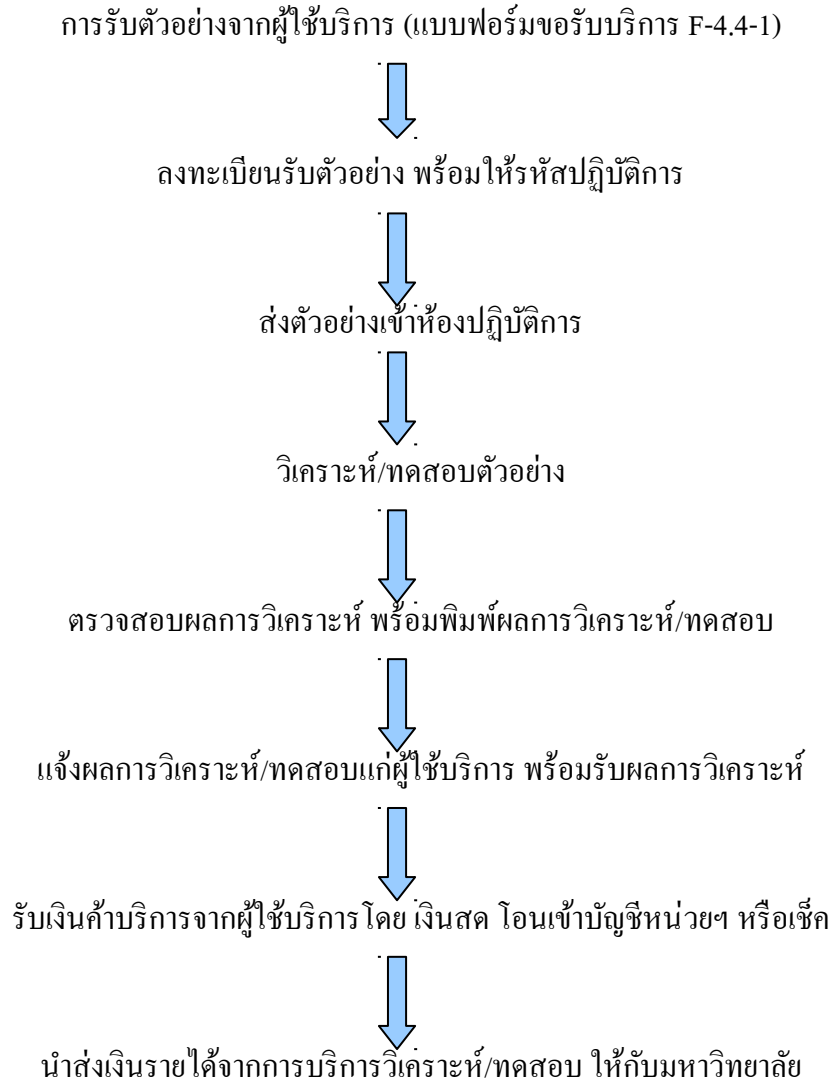 การรับตัวอย่างจากผู้ใช้บริการ (แบบฟอร์มขอรับบริการ F-4.4-1)
ลงทะเบียนรับตัวอย่าง พร้อมให้รหัสปฏิบัติการ
ส่งตัวอย่างเข้าห้องปฏิบัติการ
วิเคราะห์/ทดสอบตัวอย่าง
ตรวจสอบผลการวิเคราะห์ พร้อมพิมพ์ผลการวิเคราะห์/ทดสอบ
แจ้งผลการวิเคราะห์/ทดสอบแก่ผู้ใช้บริการ พร้อมรับผลการวิเคราะห์
รับเงินค้าบริการจากผู้ใช้บริการโดย เงินสด โอนเข้าบัญชีหน่วยฯ หรือเช็ค
นำส่งเงินรายได้จากการบริการวิเคราะห์/ทดสอบ ให้กับมหาวิทยาลัย